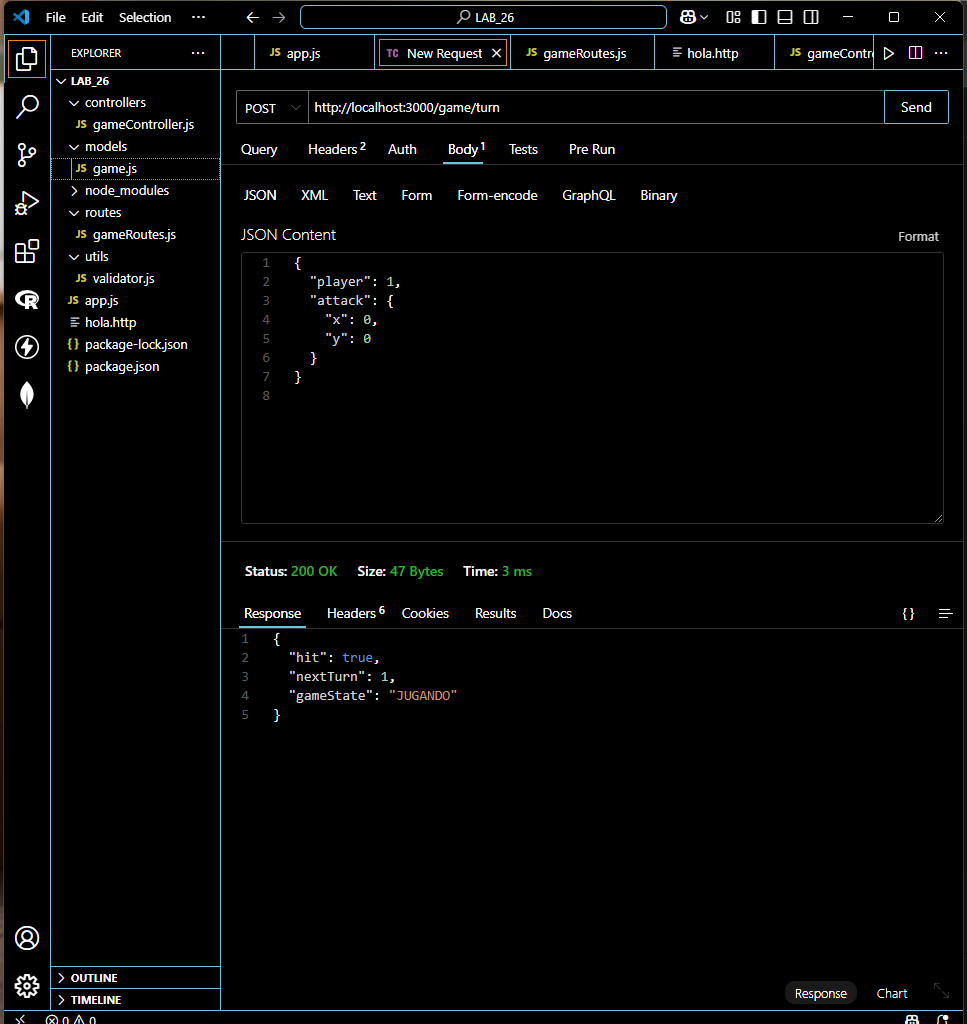 File Edit Selection ··· LAB_26
EXPLORER ···
LAB_26
controllers
JS gameController.js
models
JS game.js
node_modules
routes
JS gameRoutes.js
utils
JS validator.js
JS app.js
hola.http
{} package-lock.json
{} package.json
OUTLINE
TIMELINE
JS app.js TC New Request JS gameRoutes.js hola.http JS gameContr ···
POST http://localhost:3000/game/turn Send
Query Headers 2 Auth Body 1 Tests Pre Run
JSON XML Text Form Form-encode GraphQL Binary
JSON Content Format
1 {
2 "player": 1,
3 "attack": {
4 "x": 0,
5 "y": 0
6 }
7 }
8
Status: 200 OK Size: 47 Bytes Time: 3 ms
Response Headers 6 Cookies Results Docs {}
1 {
2 "hit": true,
3 "nextTurn": 1,
4 "gameState": "JUGANDO"
5 }
Response Chart
0 0